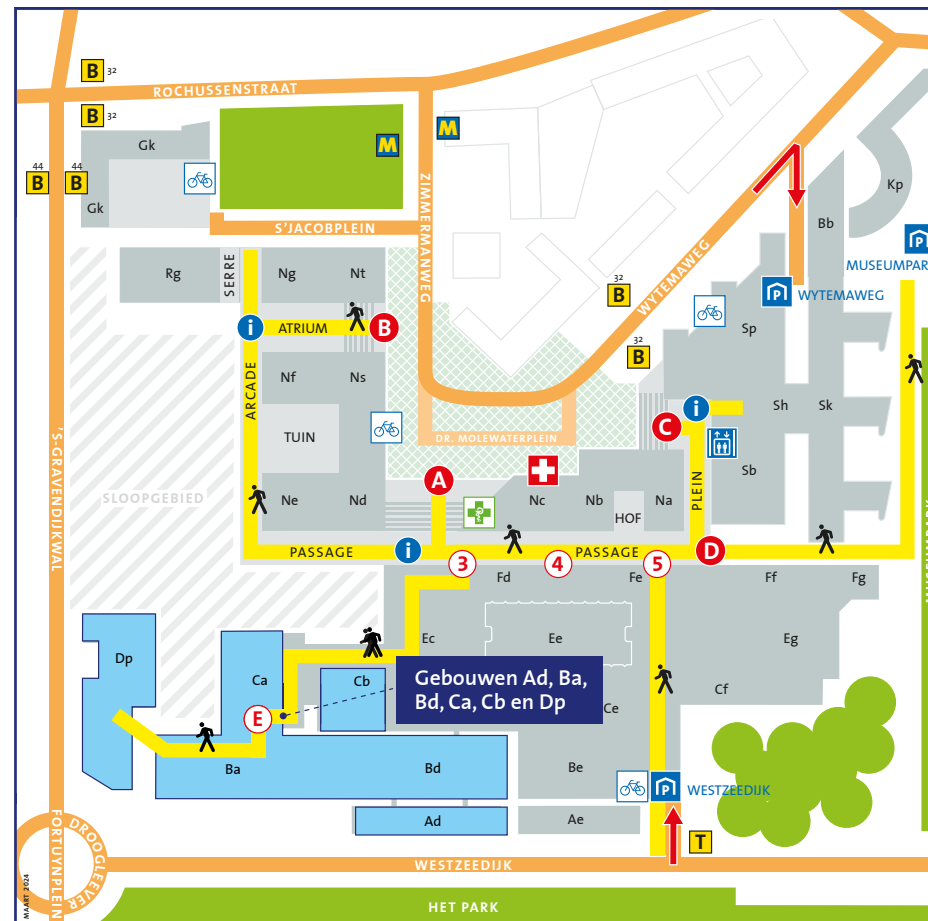 B 32
ROCHUSSENSTRAAT
B 32
Gk
M
M
44
B
44
B
Gk
ZIMMERMANWEG
S'JACOBPLEIN
Kp
Bb
Rg
SERRE
Ng
Nt
WYTEMAWEG
P
MUSEUMPAR
P
WYTEMAWEG
32
B
i
ATRIUM
B
Sp
32
B
ARCADE
Nf
Ns
TUIN
i
Sh
Sk
C
DR. MOLEWATERPLEIN
'S-GRAVENDIJKWAL
SLOOPGEBIED
A
Ne
Nd
Nc
Nb
Na
HOF
PLEIN
Sb
PASSAGE
i
PASSAGE
D
3
4
5
Fd
Fe
Ff
Fg
Ec
Ee
Eg
Dp
Ca
Cb
Gebouwen Ad, Ba,
Bd, Ca, Cb en Dp
Ce
Cf
E
Ba
Bd
Be
P
WESTZEEDIJK
Ad
Ae
T
DROOGLEEVER
FORTUYNPLEIN
WESTZEEDIJK
MAART 2024
HET PARK